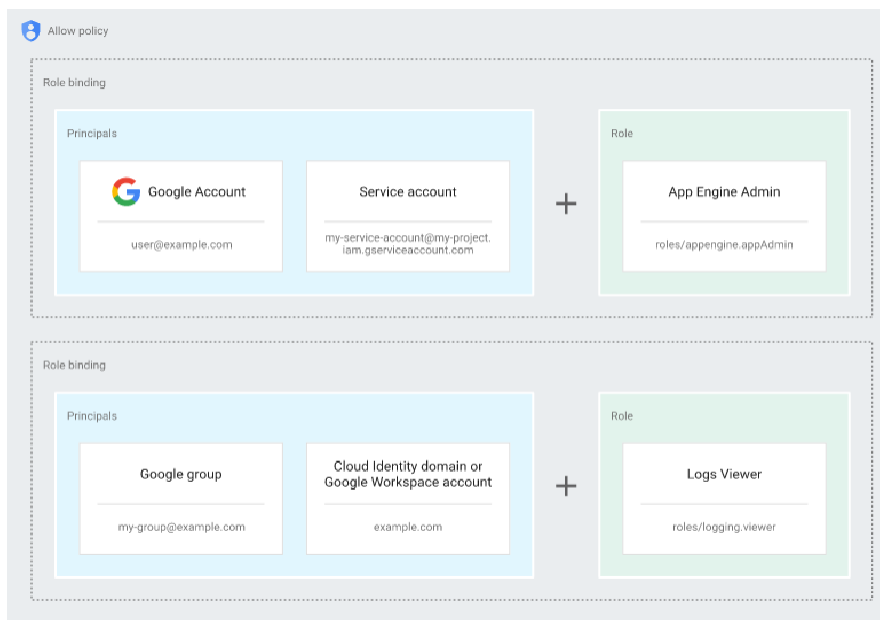 Allow policy
Role binding
Principals
Role
Google Account
Service account
App Engine Admin
user@example.com
my-service-account@my-project.
iam.gserviceaccount.com
roles/appengine.appAdmin
+
Role binding
Principals
Role
Google group
Cloud Identity domain or
Google Workspace account
Logs Viewer
my-group@example.com
example.com
roles/logging.viewer
+